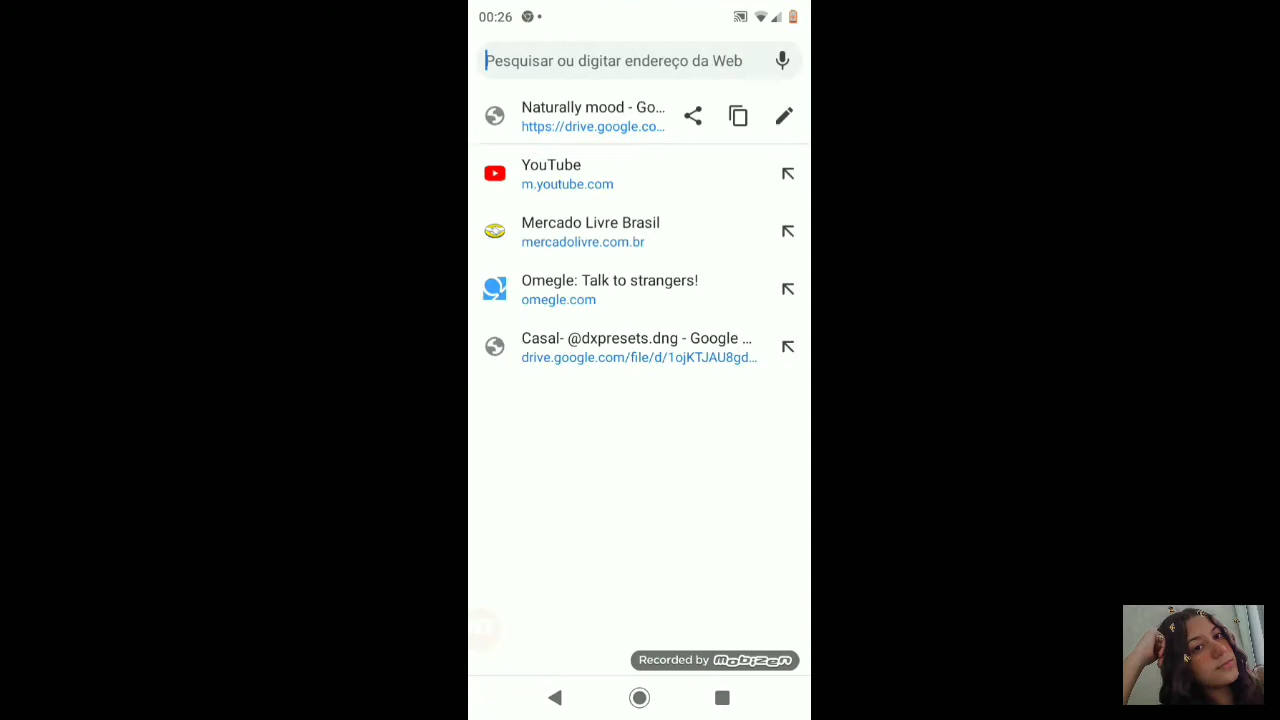 00:26
Pesquisar ou digitar endereço da Web
Naturally mood - Go...
https://drive.google.co...
YouTube
m.youtube.com
Mercado Livre Brasil
mercadolivre.com.br
Omegle: Talk to strangers!
omegle.com
Casal- @dxpresets.dng - Google ...
drive.google.com/file/d/1ojKTJAU8gd...
Recorded by mobizen